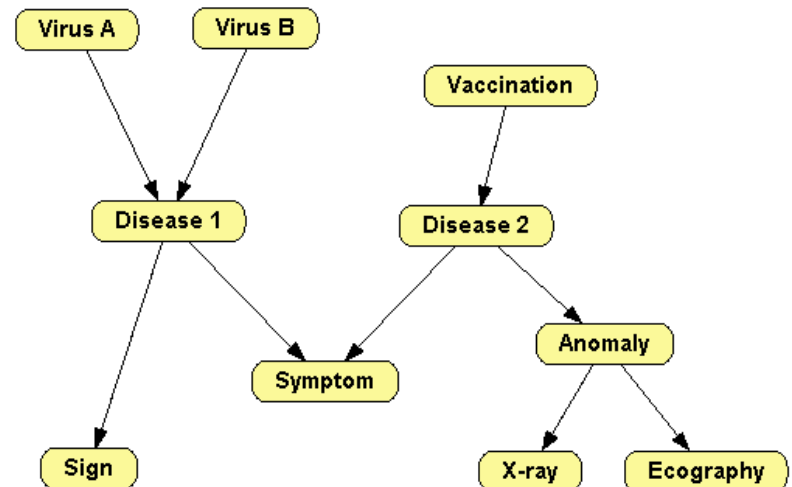 Virus A
Virus B
Vaccination
Disease 1
Disease 2
Anomaly
Symptom
Sign
X-ray
Ecography